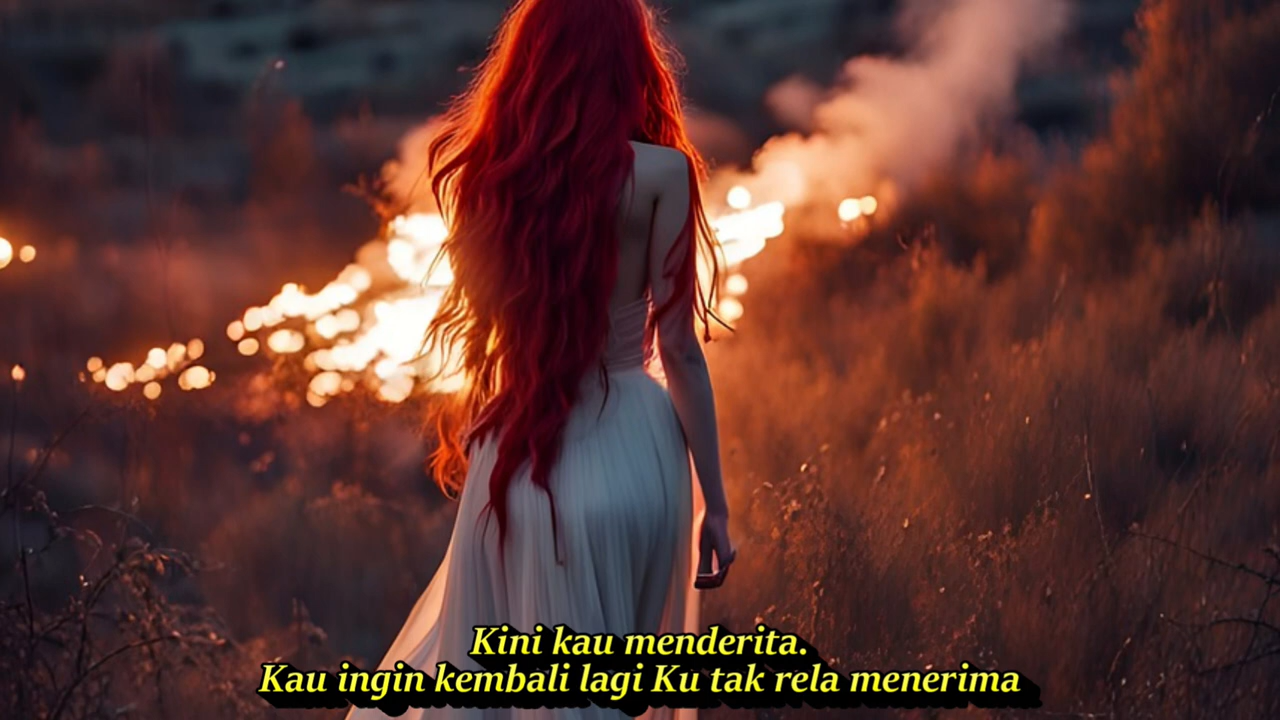 Kini kau menderita.
Kau ingin kembali lagi Ku tak rela menerima